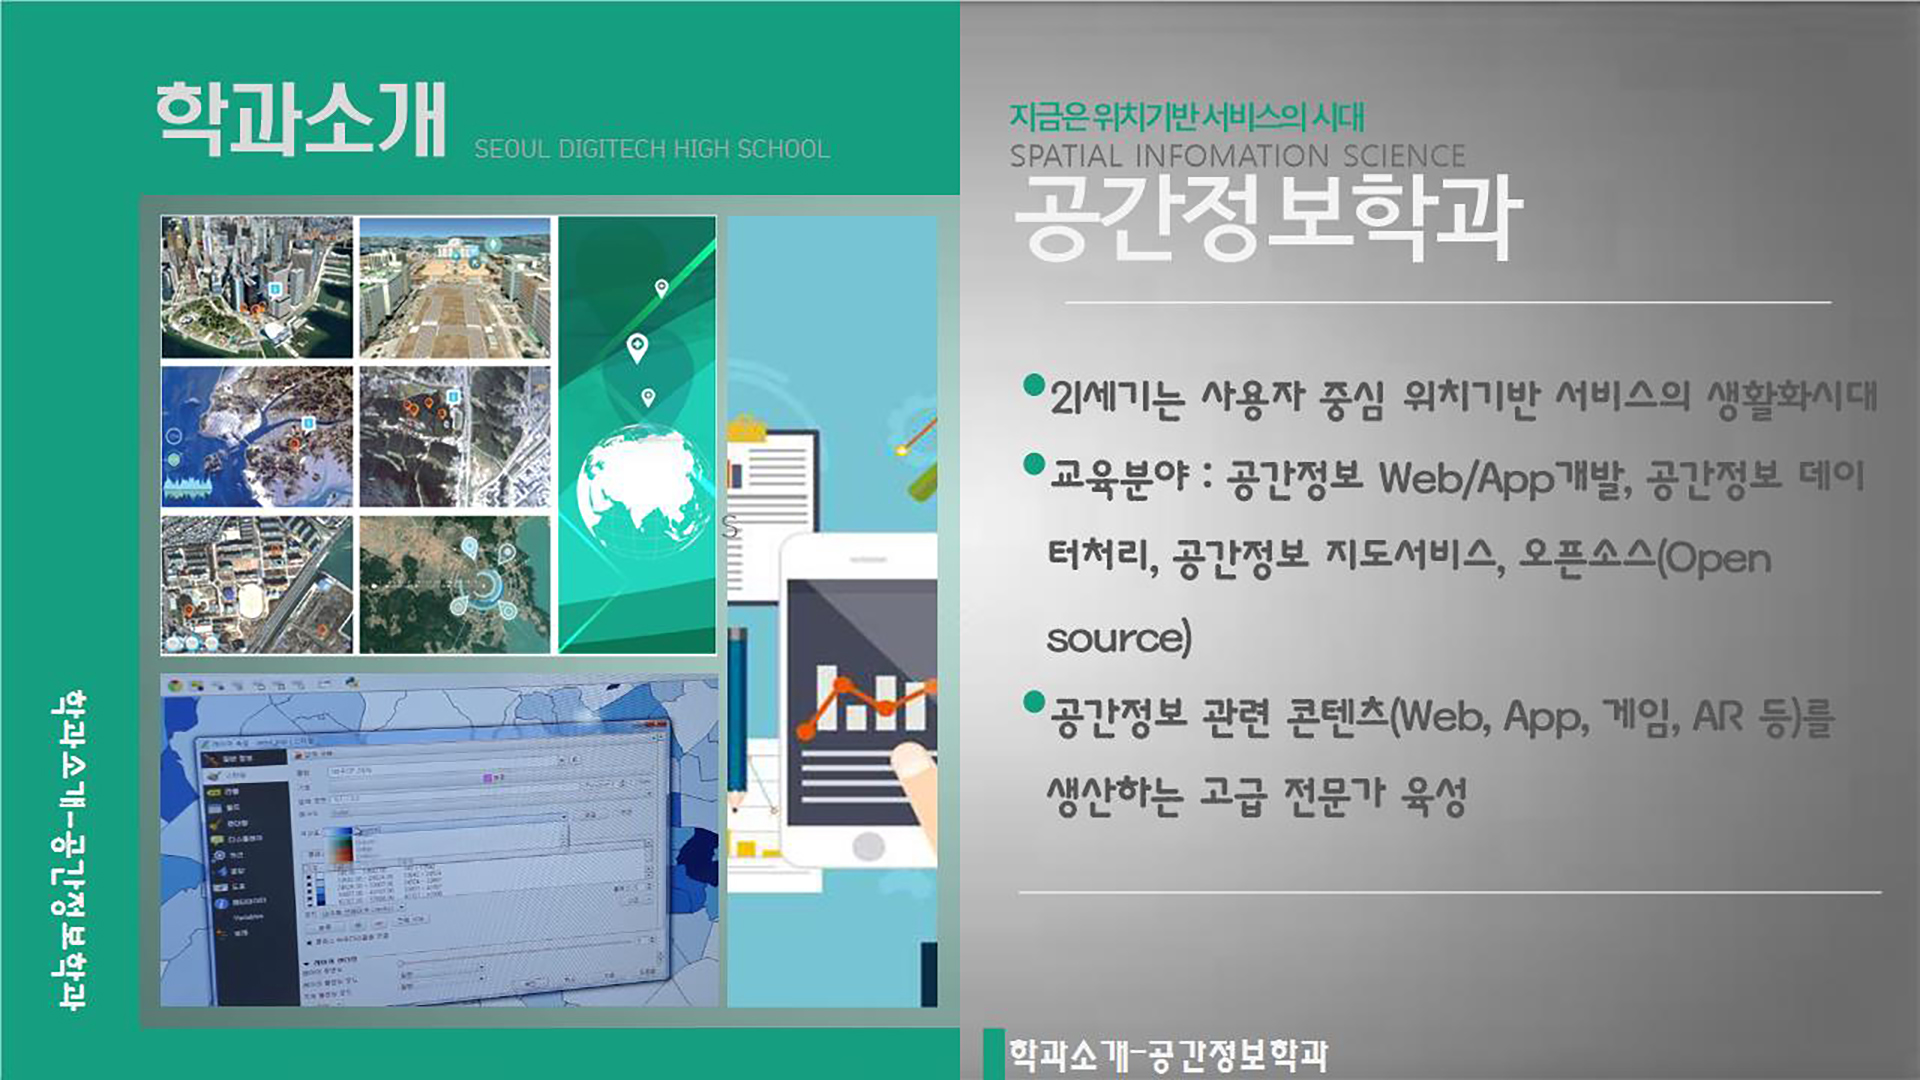 학과소개
SEOUL DIGITECH HIGH SCHOOL
학과소개-공간정보학과
S
지금은 위치기반 서비스의 시대
SPATIAL INFOMATION SCIENCE
공간정보학과
21세기는 사용자 중심 위치기반 서비스의 생활화시대
교육분야 : 공간정보 Web/App개발, 공간정보 데이
터처리, 공간정보 지도서비스, 오픈소스(Open
source)
공간정보 관련 콘텐츠(Web, App, 게임, AR 등)를
생산하는 고급 전문가 육성
학과소개-공간정보학과